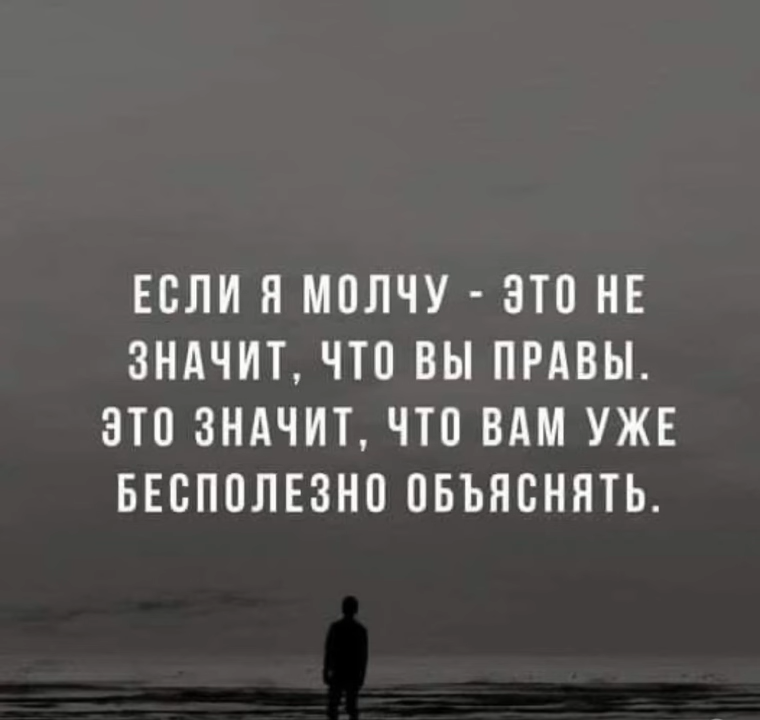 ЕСЛИ Я МОЛЧУ - ЭТО НЕ
ЗНАЧИТ, ЧТО ВЫ ПРАВЫ.
ЭТО ЗНАЧИТ, ЧТО ВАМ УЖЕ
БЕСПОЛЕЗНО ОБЪЯСНЯТЬ.